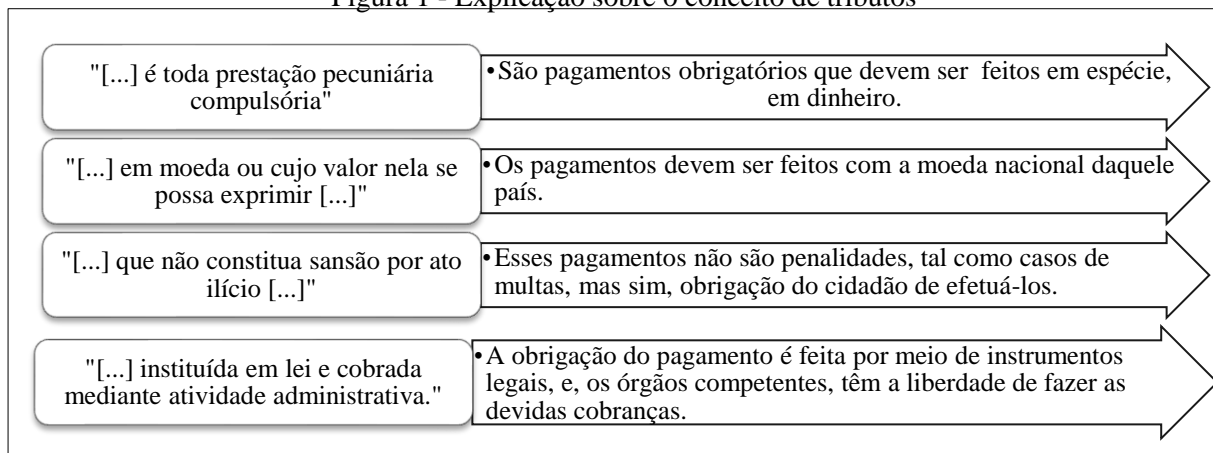 Figura 1 - Explicação sobre o conceito de tributos
"[...] é toda prestação pecuniária
compulsória"
•São pagamentos obrigatórios que devem ser feitos em espécie,
em dinheiro.
"[...] em moeda ou cujo valor nela se
possa exprimir [...]"
•Os pagamentos devem ser feitos com a moeda nacional daquele
país.
"[...] que não constitua sansão por ato
ilício [...]"
•Esses pagamentos não são penalidades, tal como casos de
multas, mas sim, obrigação do cidadão de efetuá-los.
"[...] instituída em lei e cobrada
mediante atividade administrativa."
•A obrigação do pagamento é feita por meio de instrumentos
legais, e, os órgãos competentes, têm a liberdade de fazer as
devidas cobranças.